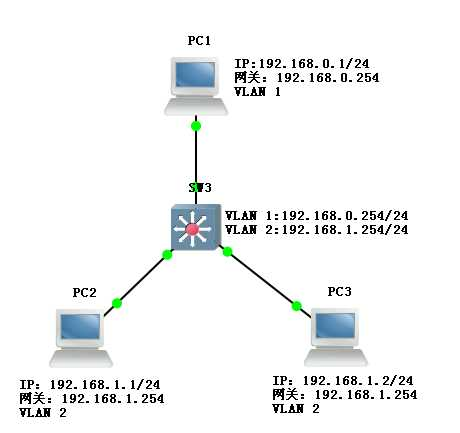 PC1
IP:192.168.0.1/24
网关: 192.168.0.254
VLAN 1
SW3
VLAN 1:192.168.0.254/24
VLAN 2:192.168.1.254/24
PC2
PC3
IP: 192.168.1.1/24
网关: 192.168.1.254
VLAN 2
IP: 192.168.1.2/24
网关: 192.168.1.254
VLAN 2